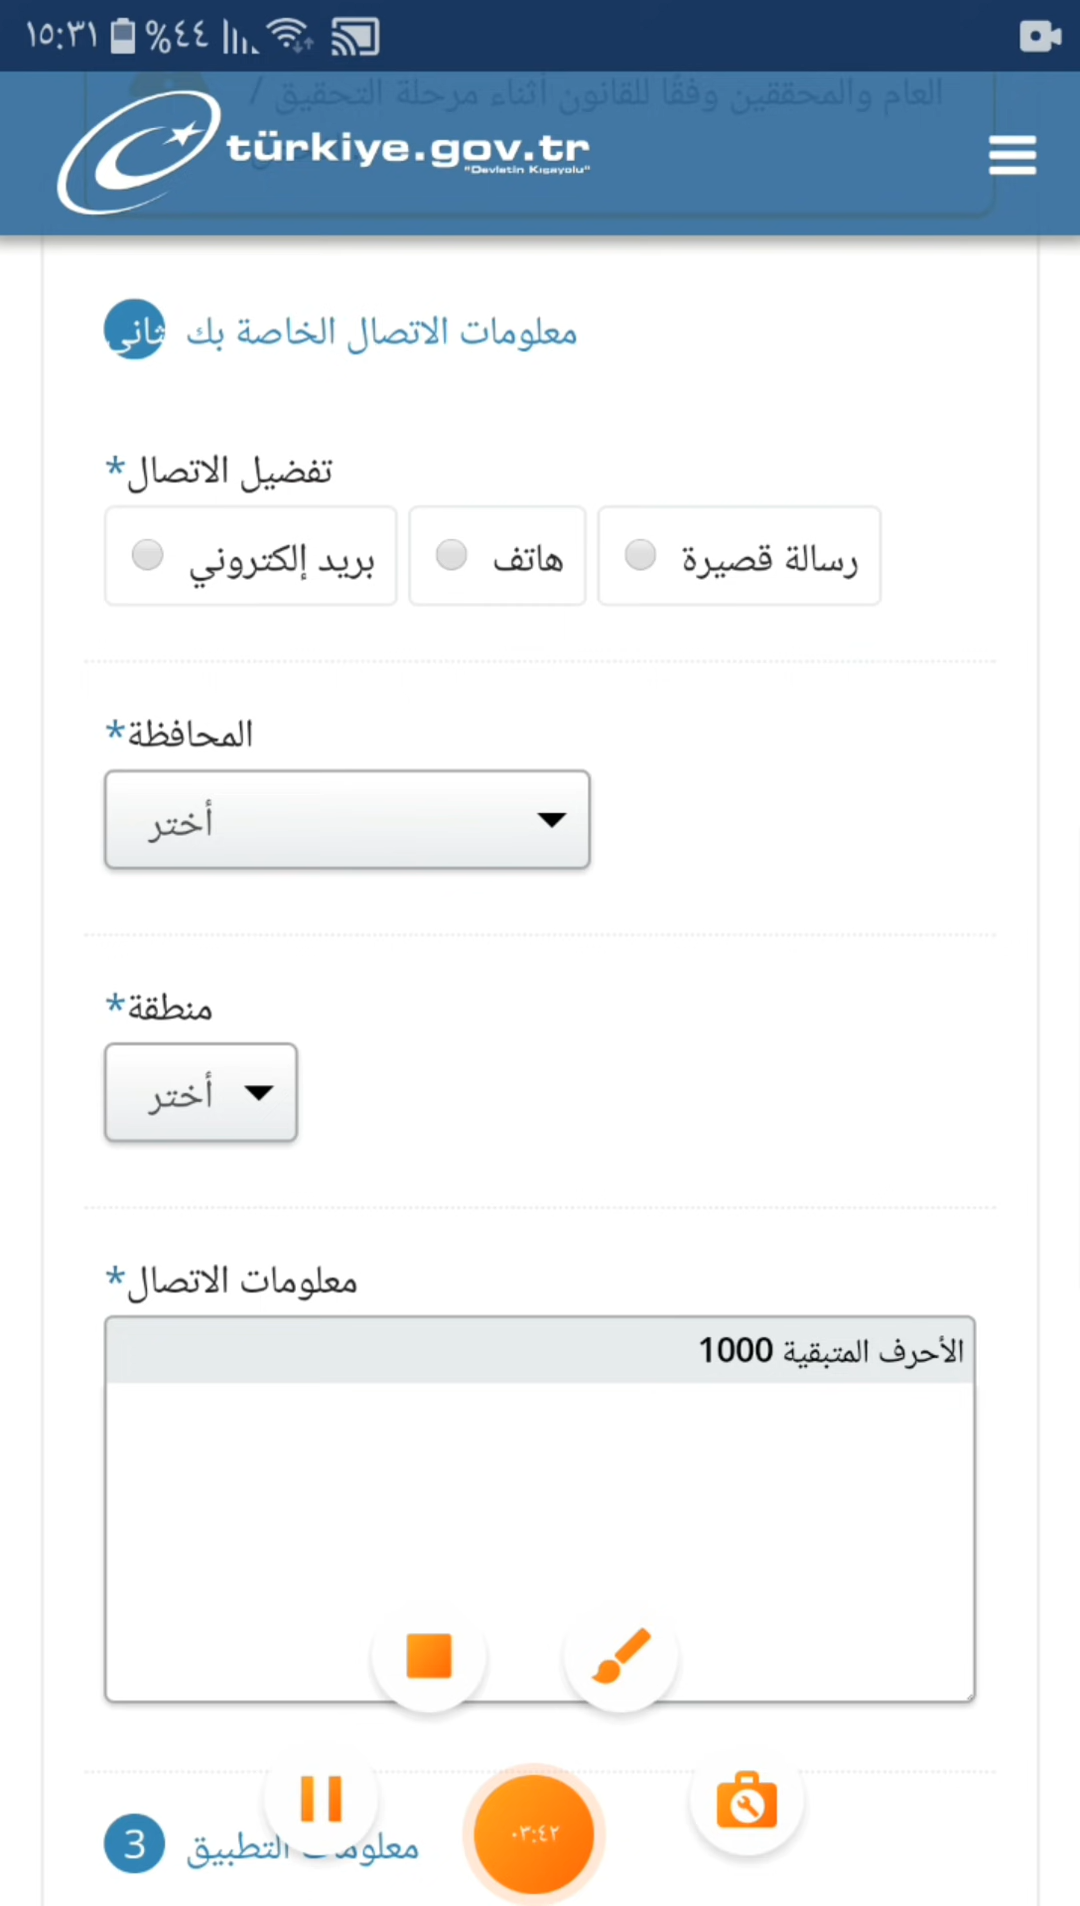 ١٥:٣١ %٤٤
العام والمحققين وفقًا للقانون أثناء مرحلة التحقيق /
türkiye.gov.tr
"Devletin Kısayolu"
ثاني معلومات الاتصال الخاصة بك
تفضيل الاتصال*
بريد إلكتروني هاتف رسالة قصيرة
المحافظة*
أختر
منطقة*
أختر
معلومات الاتصال*
الأحرف المتبقية 1000
٠٣:٤٢
3 التطبيق